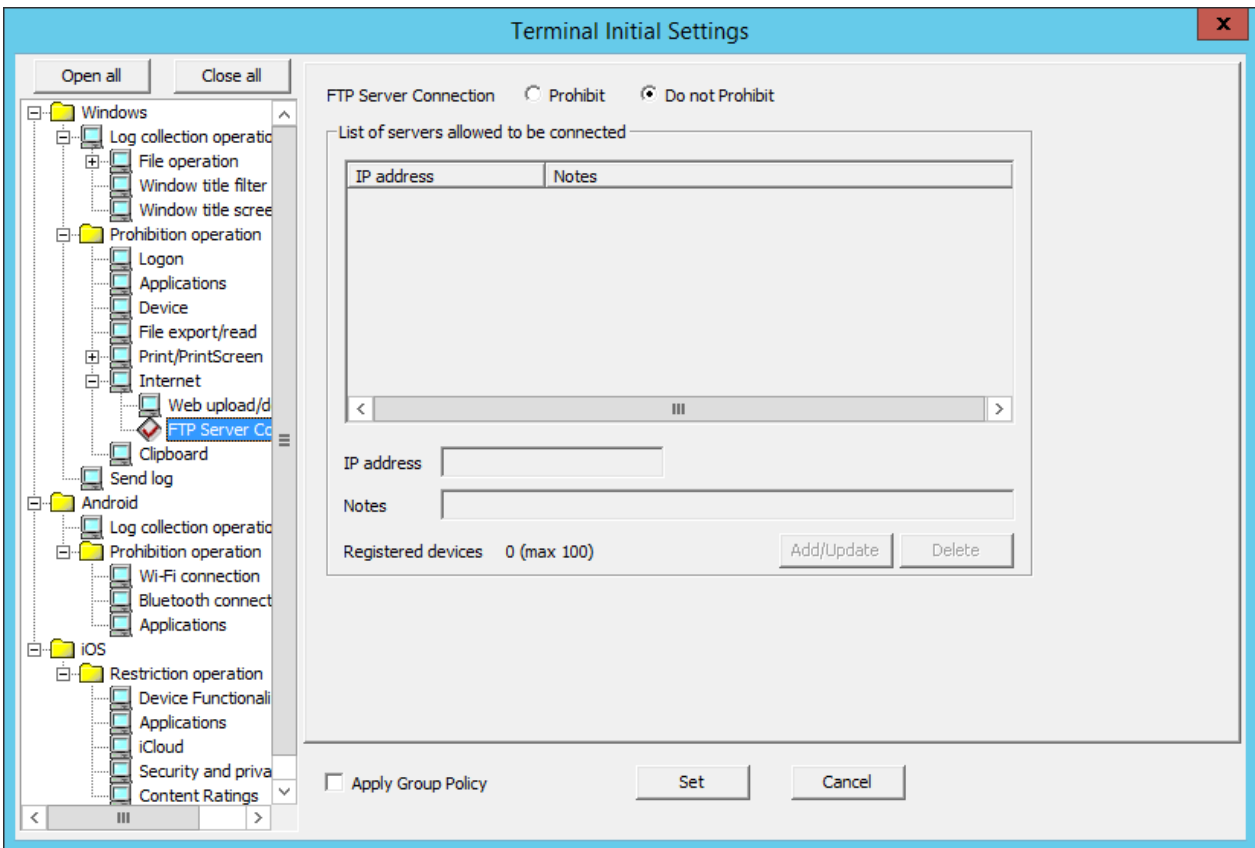 Terminal Initial Settings
x
Open all
Close all
Windows
Log collection operatio
File operation
Window title filter
Window title scree
Prohibition operation
Logon
Applications
Device
File export/read
Print/PrintScreen
Internet
Web upload/d
FTP Server Co
Clipboard
Send log
Android
Log collection operatio
Prohibition operation
Wi-Fi connection
Bluetooth connect
Applications
iOS
Restriction operation
Device Functionali
Applications
iCloud
Security and priva
Content Ratings
FTP Server Connection Prohibit Do not Prohibit
List of servers allowed to be connected
IP address Notes
IP address
Notes
Registered devices 0 (max 100) Add/Update Delete
Apply Group Policy Set Cancel